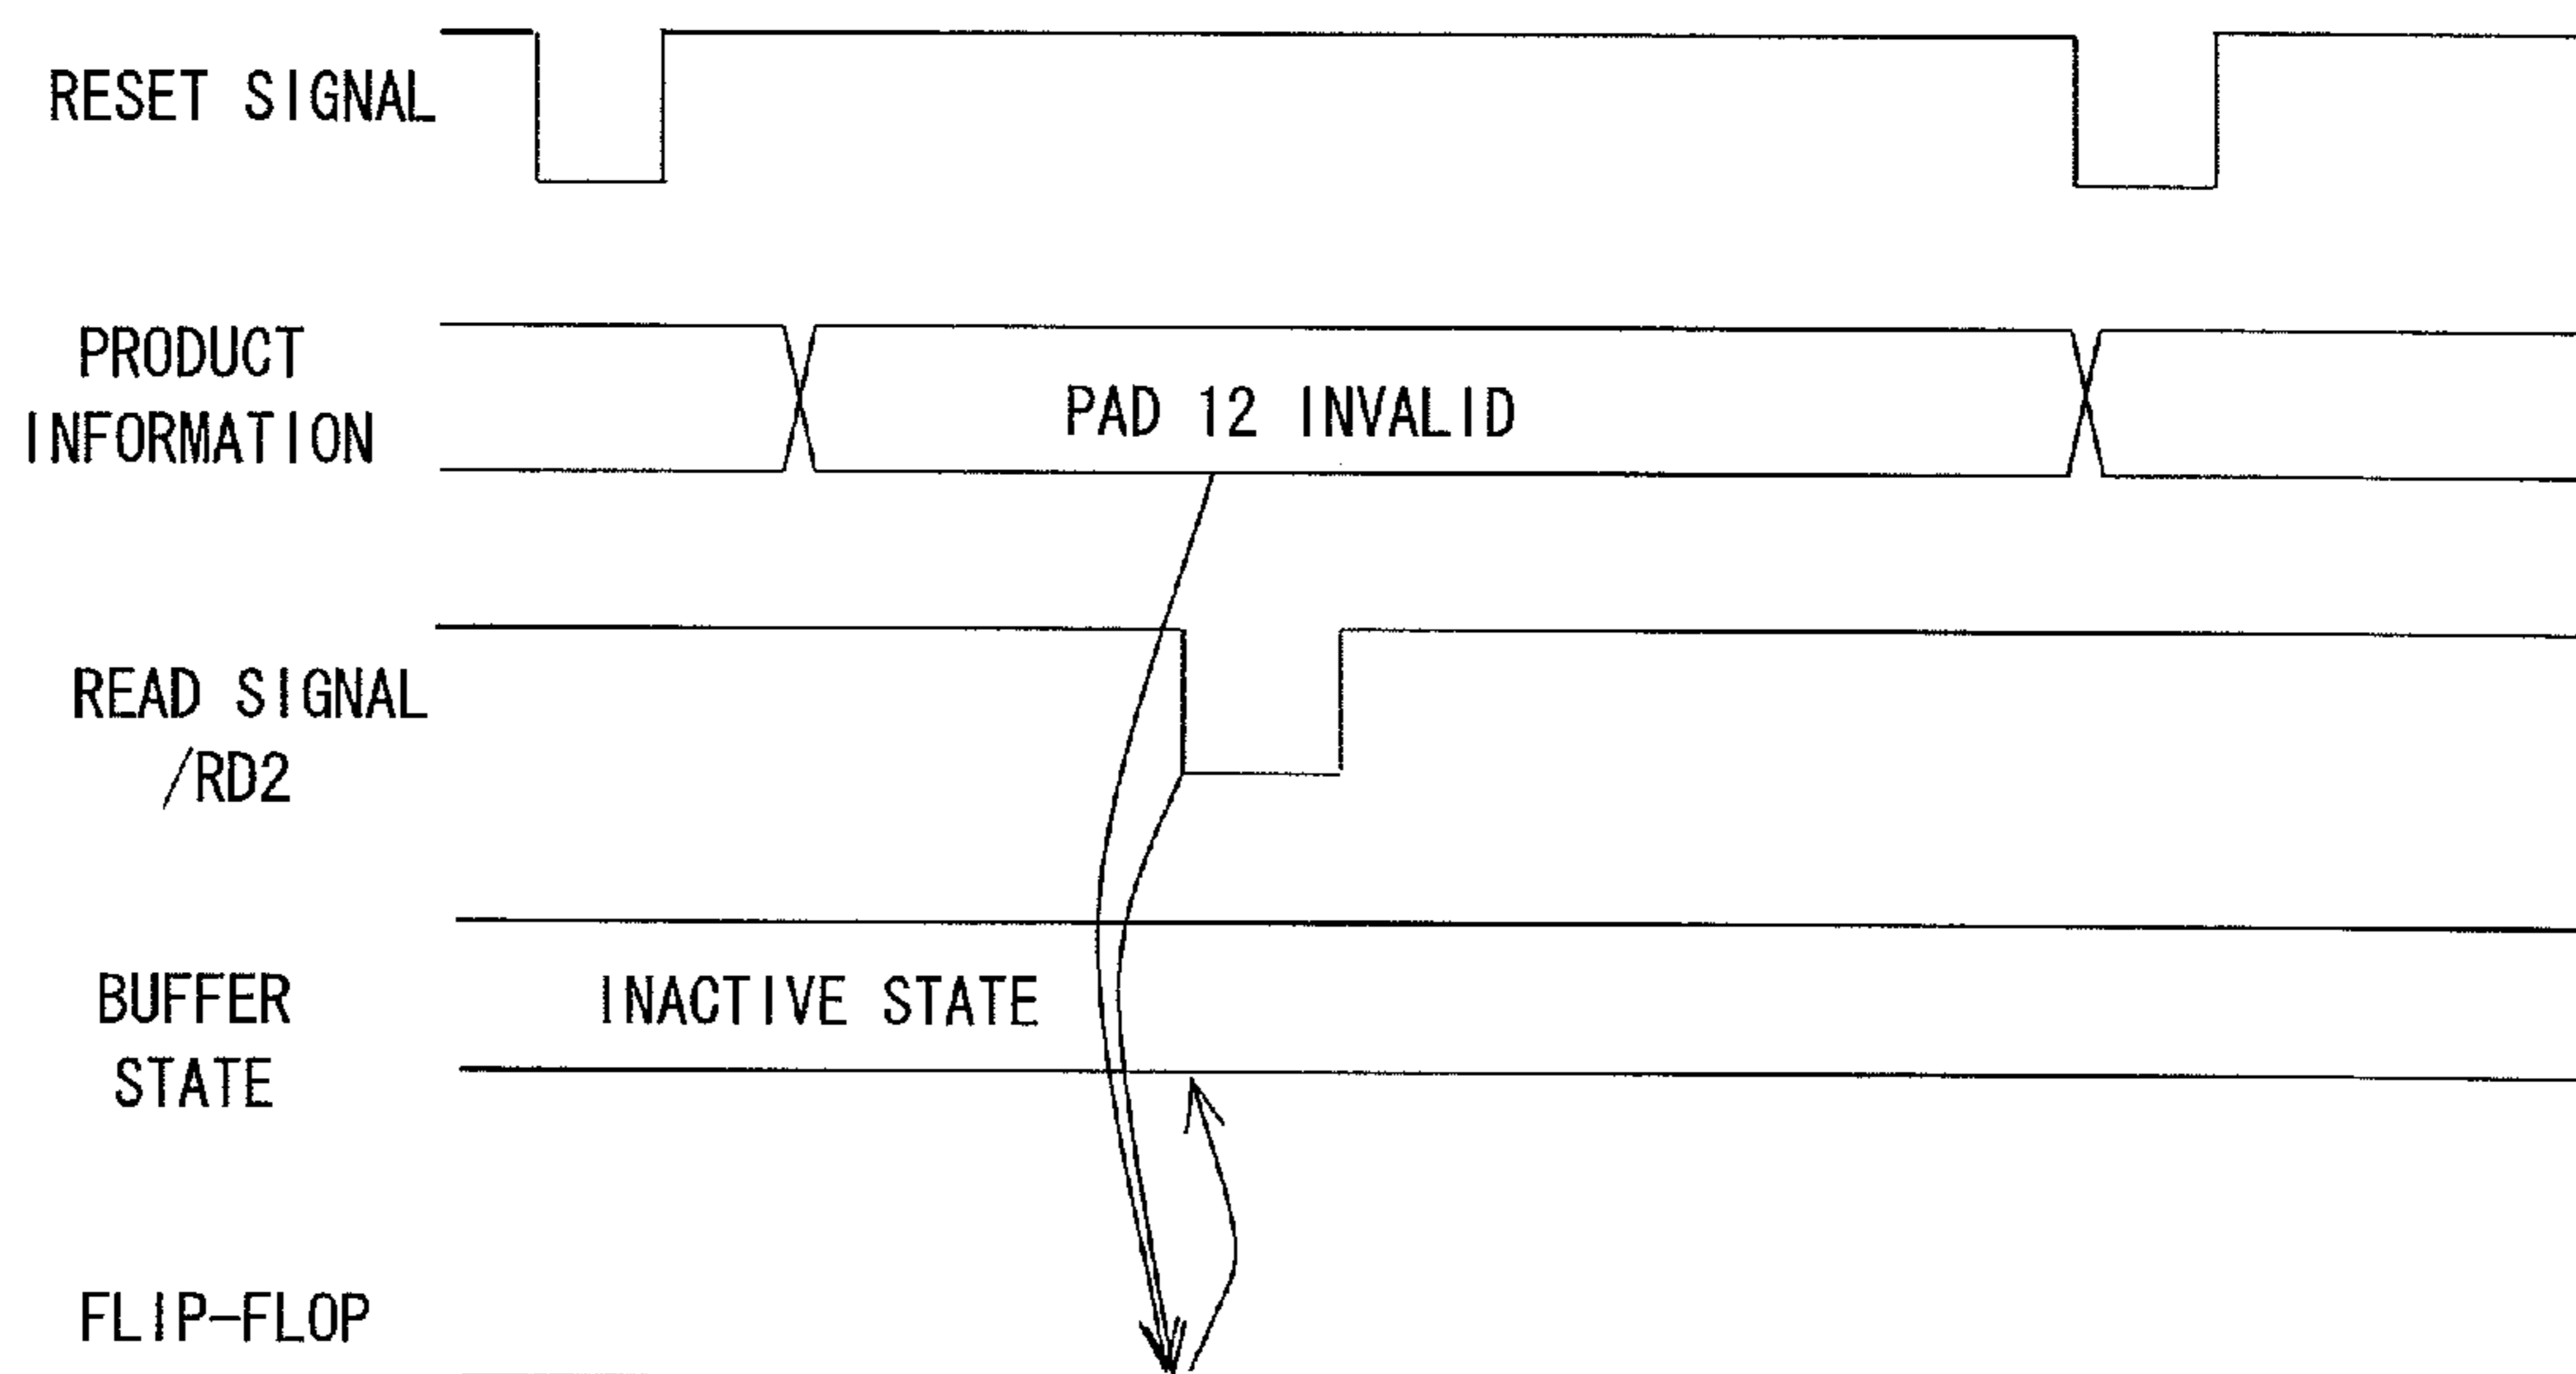 RESET SIGNAL
PRODUCT
INFORMATION
PAD 12 INVALID
READ SIGNAL
/RD2
BUFFER
STATE
INACTIVE STATE
FLIP-FLOP